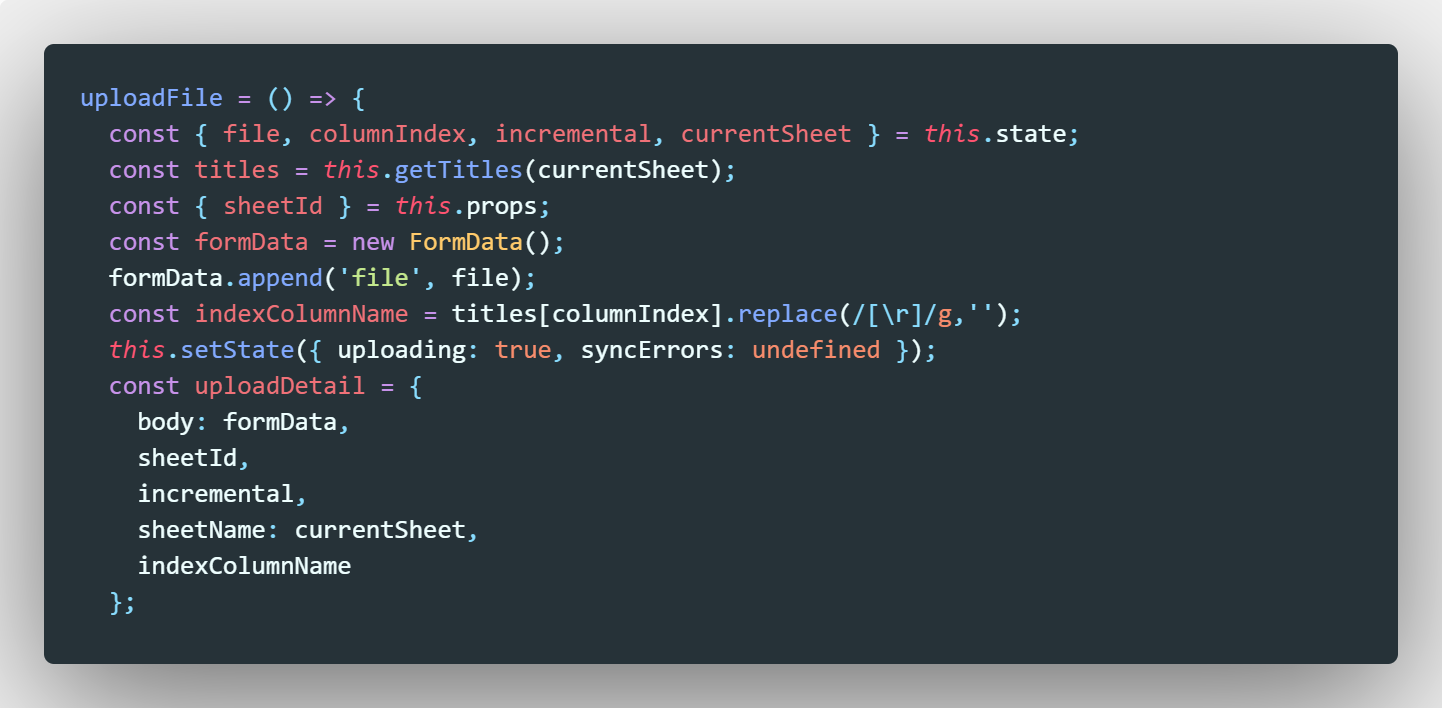 uploadFile = () => {
  const { file, columnIndex, incremental, currentSheet } = this.state;
  const titles = this.getTitles(currentSheet);
  const { sheetId } = this.props;
  const formData = new FormData();
  formData.append('file', file);
  const indexColumnName = titles[columnIndex].replace(/[\r]/g,'');
  this.setState({ uploading: true, syncErrors: undefined });
  const uploadDetail = {
    body: formData,
    sheetId,
    incremental,
    sheetName: currentSheet,
    indexColumnName
  };